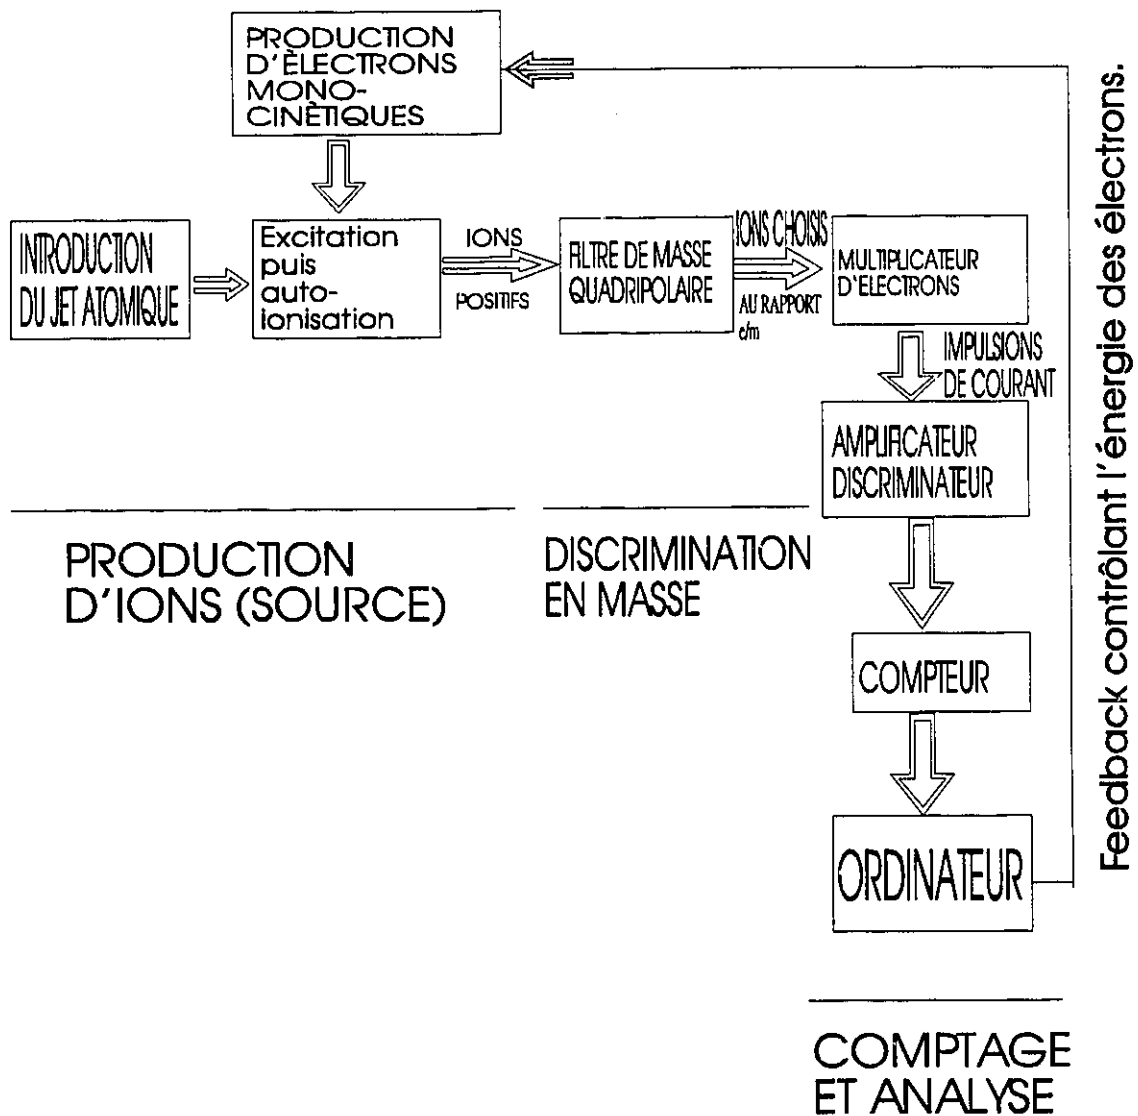 PRODUCTION
D'ÈLECTRONS
MONO-
CINÈTIQUES
INTRODUCTION
DU JET ATOMIQUE
Excitation
puis
auto-
ionisation
IONS
POSITIFS
FILTRE DE MASSE
QUADRIPOLAIRE
IONS CHOISIS
AU RAPPORT
e/m
MULTIPLICATEUR
D'ELECTRONS
IMPULSIONS
DE COURANT
AMPLIFICATEUR
DISCRIMINATEUR
COMPTEUR
ORDINATEUR
PRODUCTION
D'IONS (SOURCE)
DISCRIMINATION
EN MASSE
COMPTAGE
ET ANALYSE
Feedback contrôlant l'énergie des électrons.